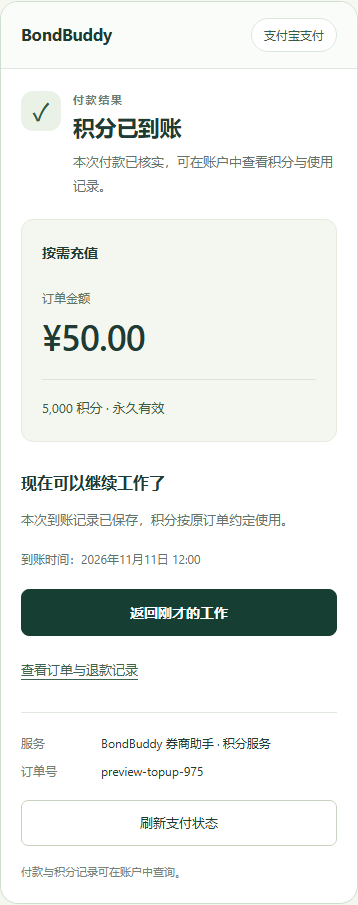 BondBuddy
支付宝支付
付款结果
积分已到账
本次付款已核实，可在账户中查看积分与使用
记录。
按需充值
订单金额
¥50.00
5,000 积分 · 永久有效
现在可以继续工作了
本次到账记录已保存，积分按原订单约定使用。
到账时间：2026年11月11日 12:00
返回刚才的工作
查看订单与退款记录
服务 BondBuddy 券商助手 · 积分服务
订单号 preview-topup-975
刷新支付状态
付款与积分记录可在账户中查询。